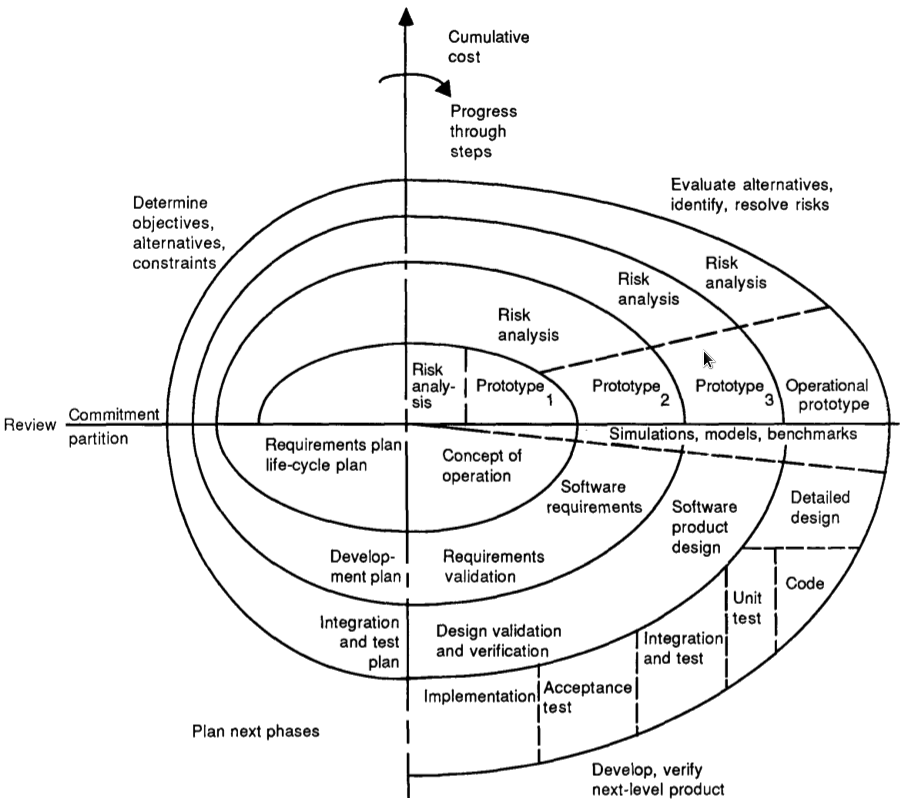 Cumulative
cost
Progress
through
steps
Determine
objectives,
alternatives,
constraints
Evaluate alternatives,
identify, resolve risks
Risk
analysis
Risk
analysis
Risk
analysis
Risk
analy-
sis
Prototype
1
Prototype
2
Prototype
3
Operational
prototype
Review
Commitment
partition
Simulations, models, benchmarks
Requirements plan
life-cycle plan
Concept of
operation
Software
requirements
Software
product
design
Detailed
design
Develop-
ment plan
Requirements
validation
Code
Unit
test
Integration
and test
plan
Design validation
and verification
Integration
and test
Implementation
Acceptance
test
Plan next phases
Develop, verify
next-level product